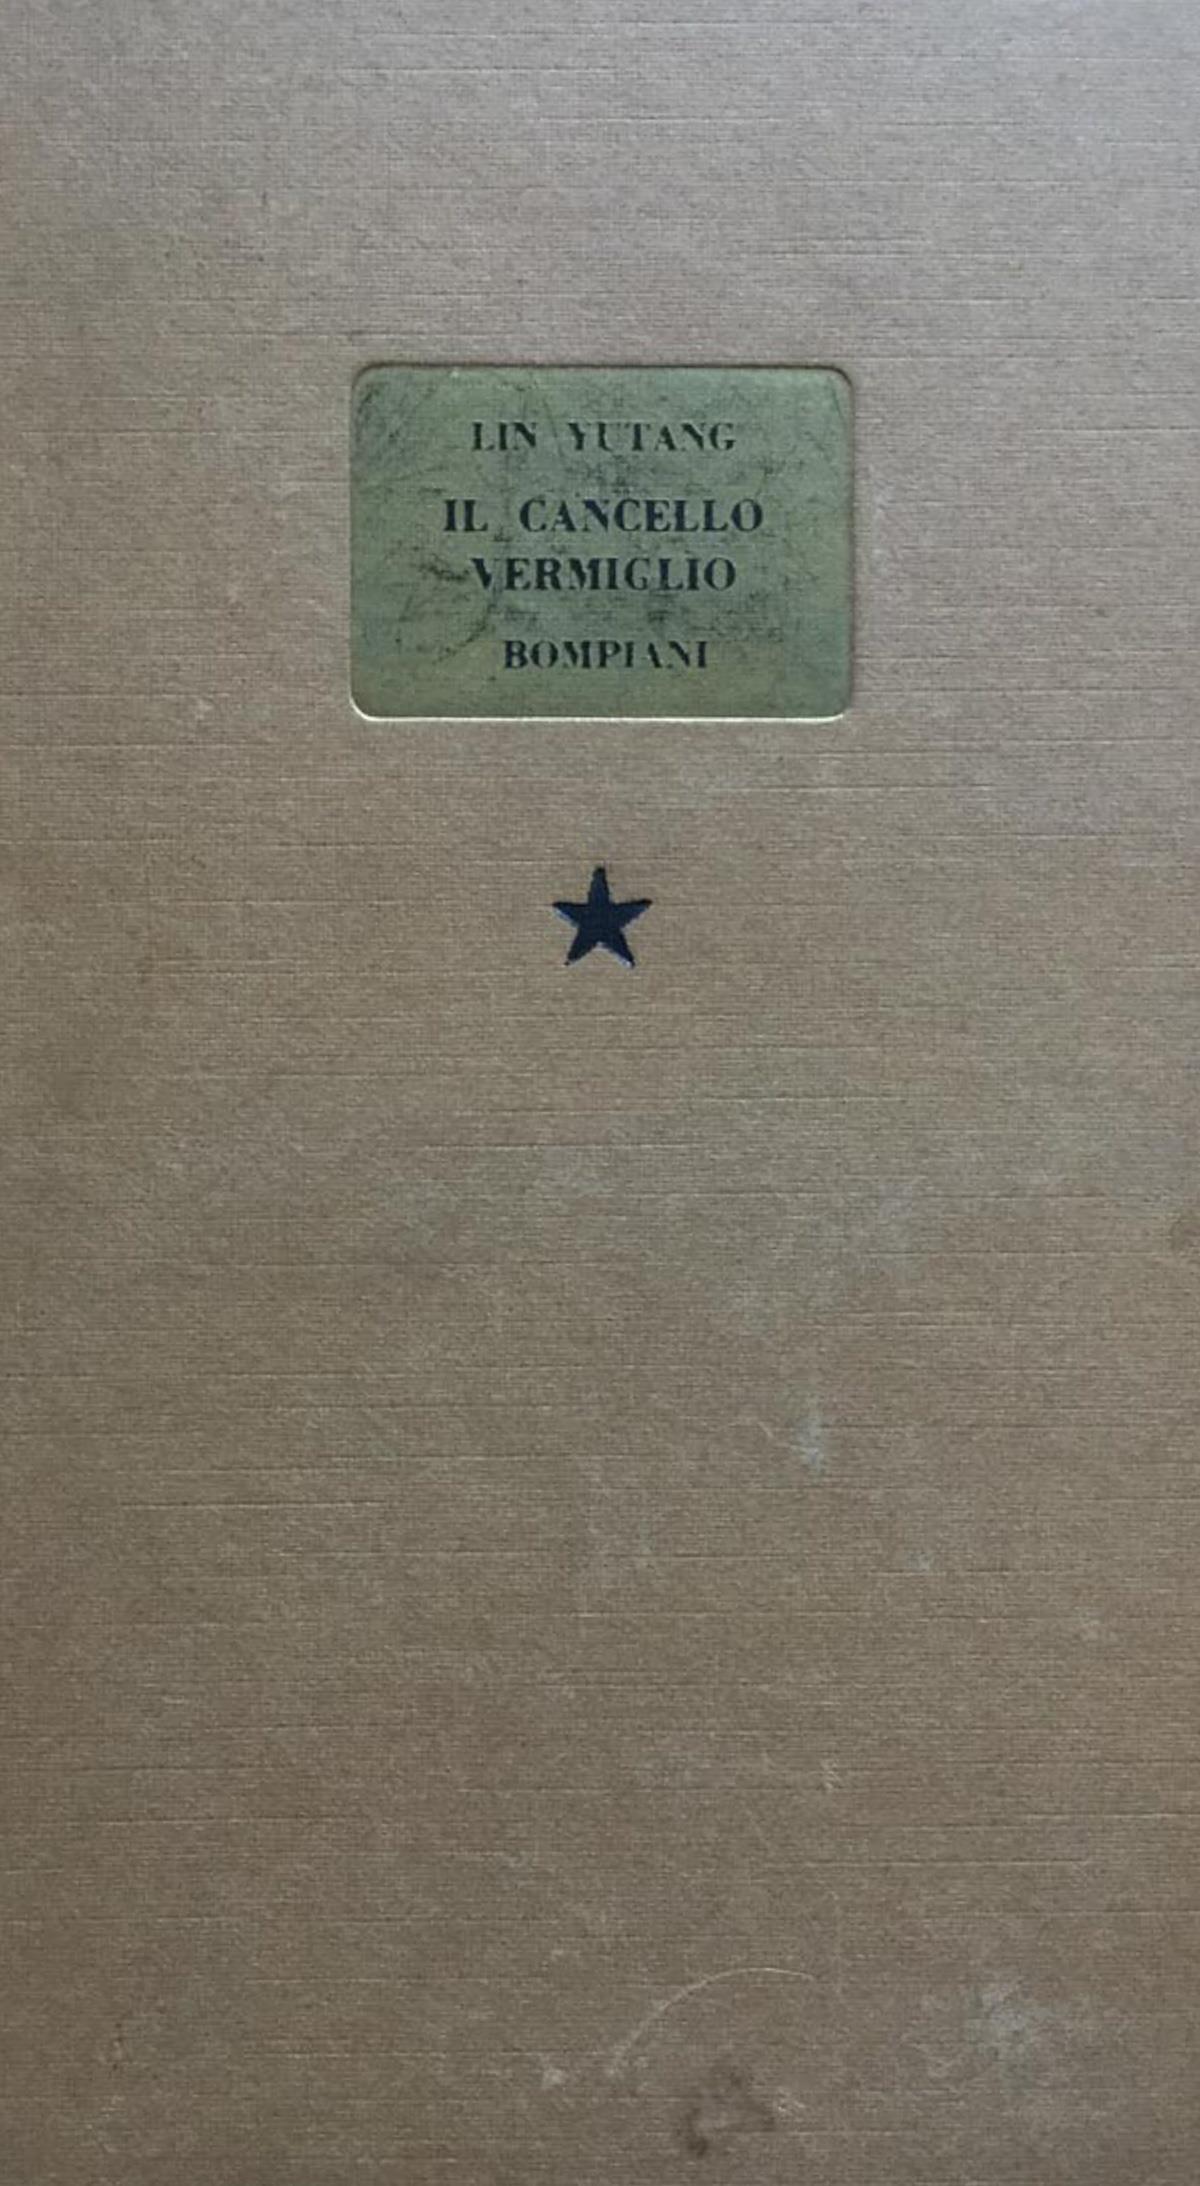 LIN YUTANG
IL CANCELLO
VERMIGLIO
BOMPIANI